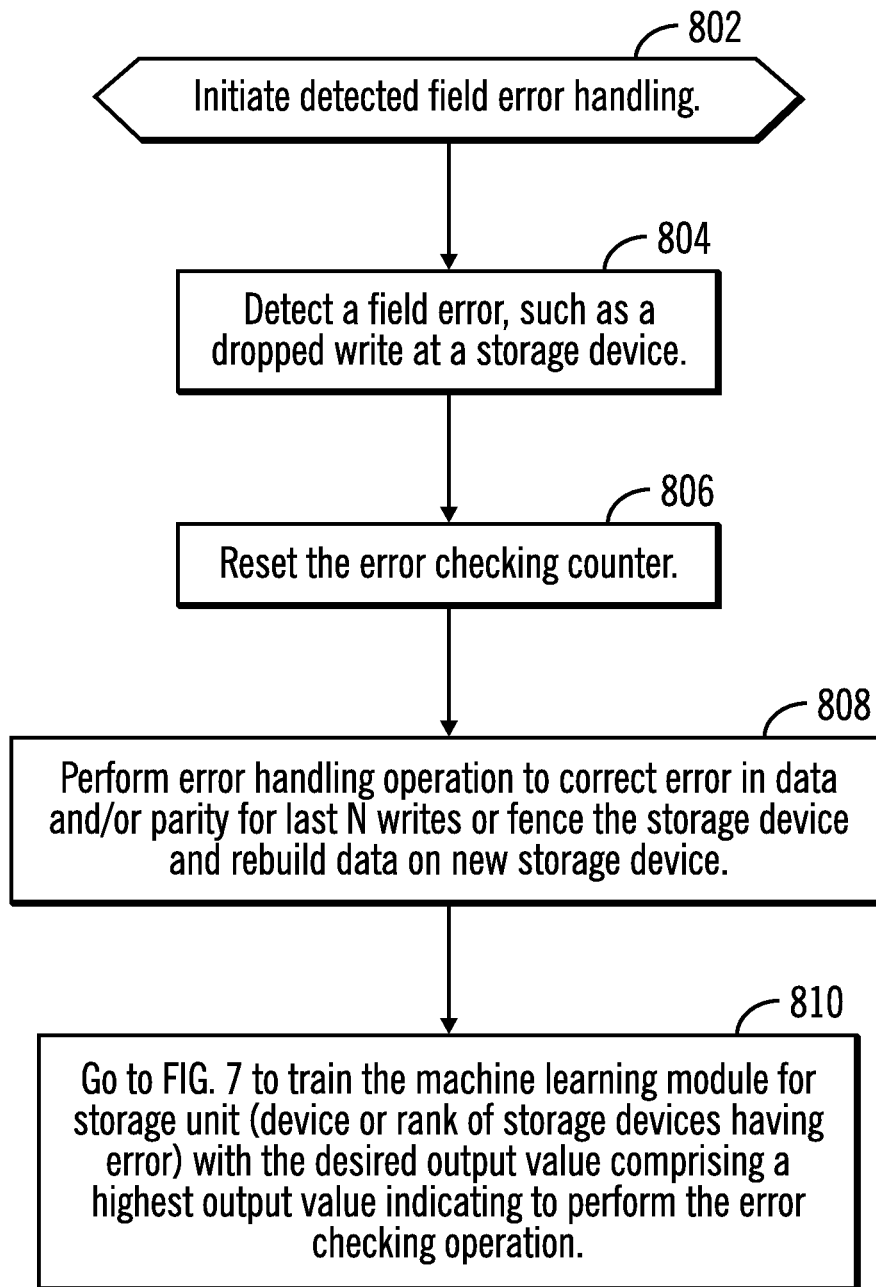 802
Initiate detected field error handling.
804
Detect a field error, such as a
dropped write at a storage device.
806
Reset the error checking counter.
808
Perform error handling operation to correct error in data
and/or parity for last N writes or fence the storage device
and rebuild data on new storage device.
810
Go to FIG. 7 to train the machine learning module for
storage unit (device or rank of storage devices having
error) with the desired output value comprising a
highest output value indicating to perform the error
checking operation.